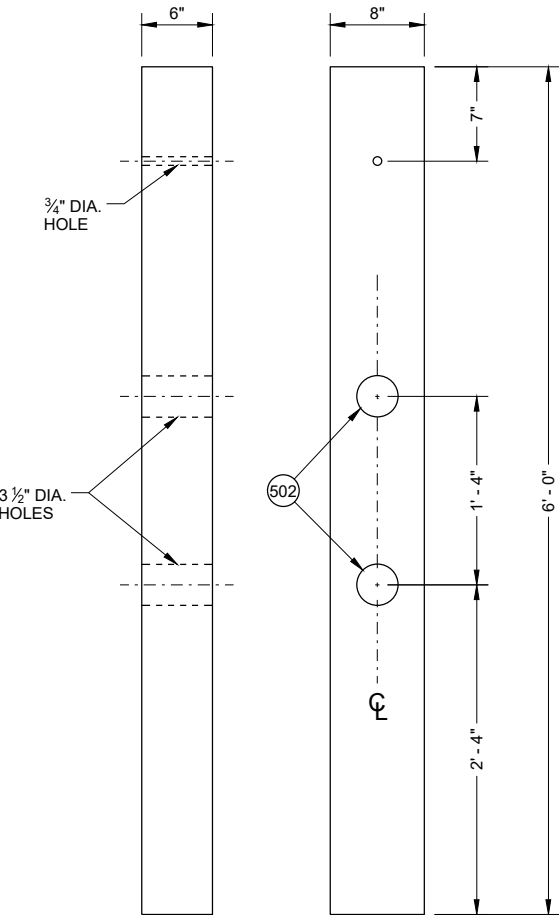 6"
8"
7"
¾" DIA.
HOLE
3 ½" DIA.
HOLES
502
1' - 4"
6' - 0"
℄
2' - 4"